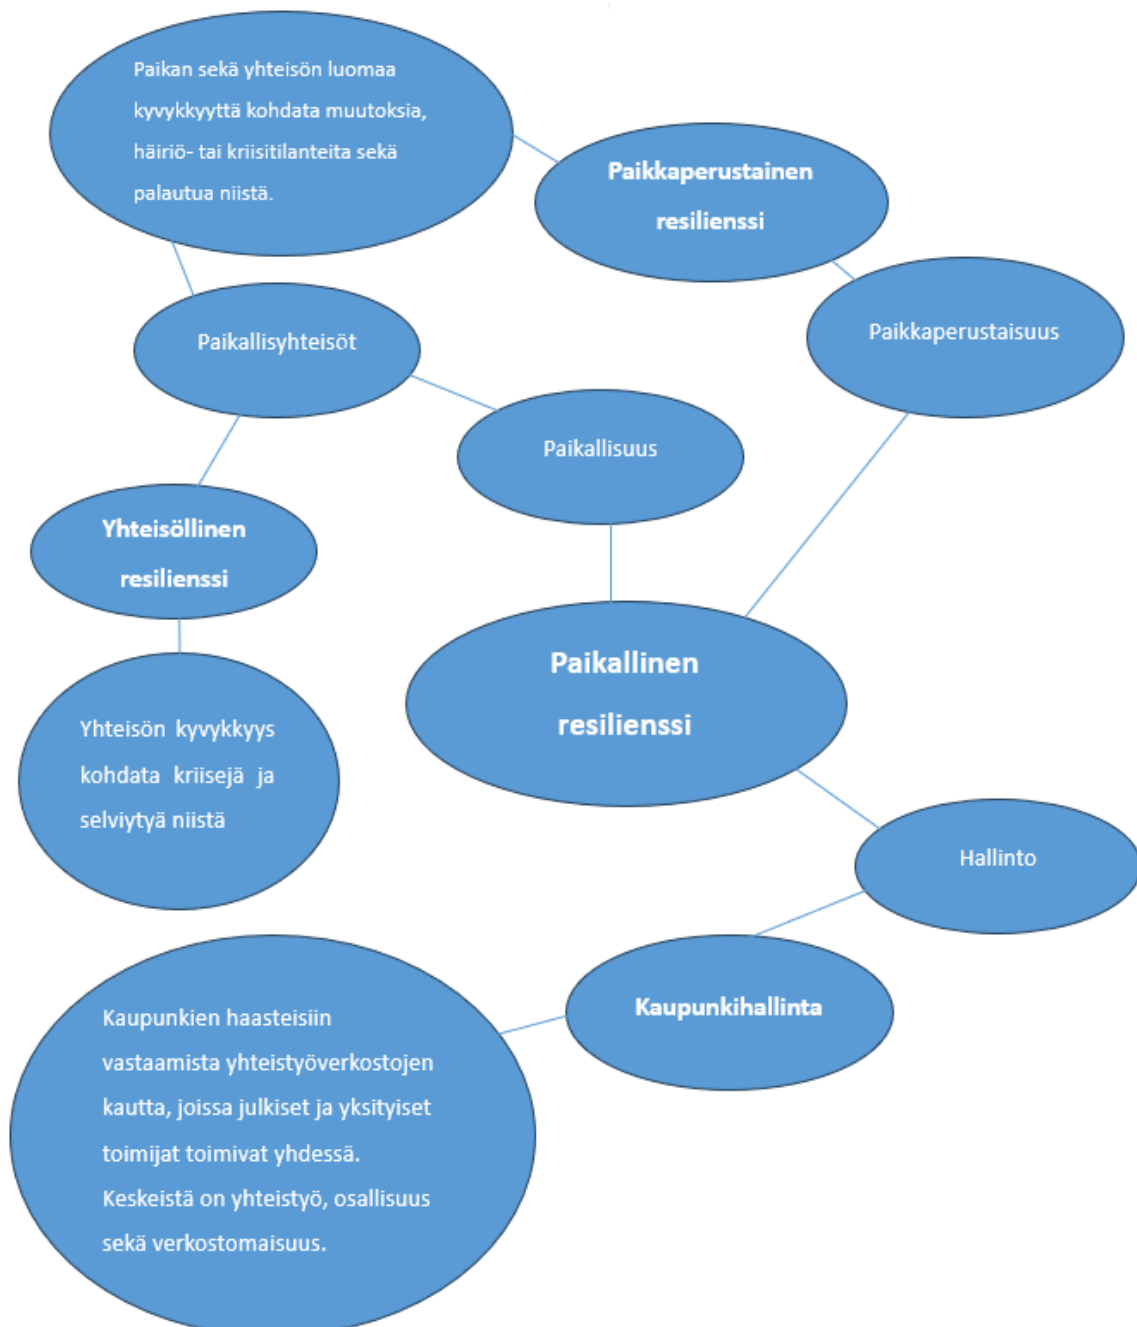 Paikan sekä yhteisön luomaa
kyvykkyyttä kohdata muutoksia,
häiriö- tai kriisitilanteita sekä
palautua niistä.
Paikkaperustainen
resilienssi
Paikkaperustaisuus
Paikallisyhteisöt
Paikallisuus
Yhteisöllinen
resilienssi
Paikallinen
resilienssi
Yhteisön kyvykkyys
kohdata kriisejä ja
selviytyä niistä
Hallinto
Kaupunkihallinta
Kaupunkien haasteisiin
vastaamista yhteistyöverkostojen
kautta, joissa julkiset ja yksityiset
toimijat toimivat yhdessä.
Keskeistä on yhteistyö, osallisuus
sekä verkostomaisuus.